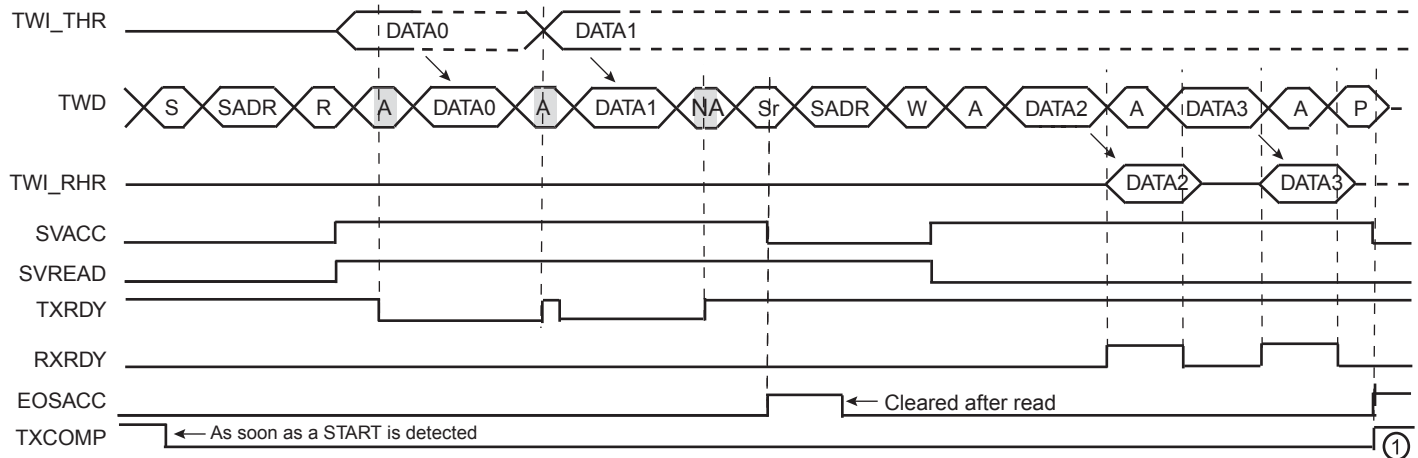 TWI_THR DATA0 DATA1
TWD S SADR R A DATA0 A DATA1 NA Sr SADR W A DATA2 A DATA3 A P
TWI_RHR DATA2 DATA3
SVACC
SVREAD
TXRDY
RXRDY
EOSACC Cleared after read
TXCOMP As soon as a START is detected 1